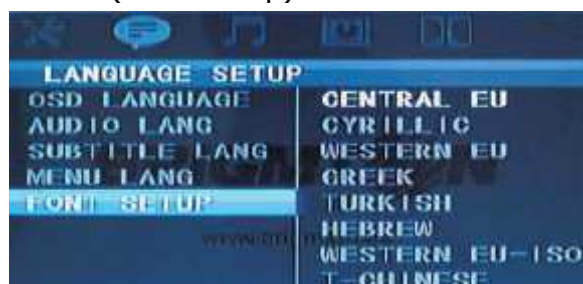 LANGUAGE SETUP
OSD LANGUAGE
AUDIO LANG
SUBTITLE LANG
MENU LANG
FONT SETUP
CENTRAL EU
CYRILLIC
WESTERN EU
GREEK
TURKISH
HEBREW
WESTERN EU-ISO
T-CHINESE